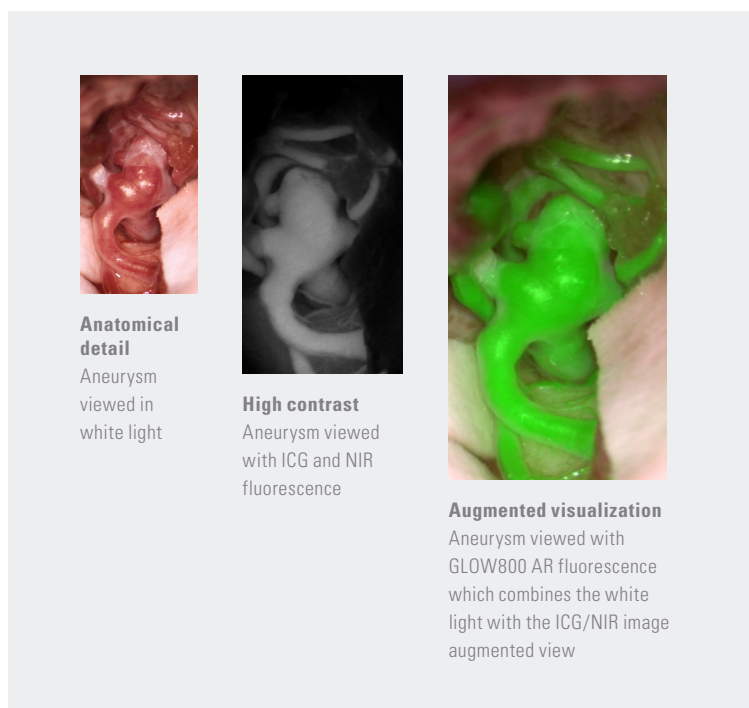 Anatomical
detail
Aneurysm
viewed in
white light
High contrast
Aneurysm viewed
with ICG and NIR
fluorescence
Augmented visualization
Aneurysm viewed with
GLOW800 AR fluorescence
which combines the white
light with the ICG/NIR image
augmented view